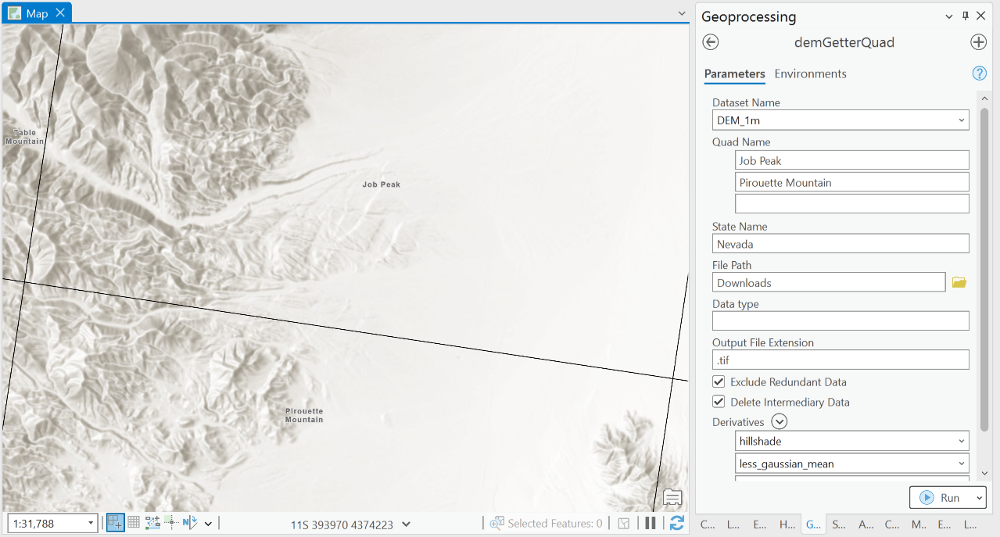 Map
Table
Mountain
Job Peak
Pirouette
Mountain
1:31,788
N
11S 393970 4374223
Selected Features: 0
Geoprocessing
demGetterQuad
Parameters
Environments
?
Dataset Name
DEM_1m
Quad Name
Job Peak
Pirouette Mountain
State Name
Nevada
File Path
Downloads
Data type
Output File Extension
.tif
Exclude Redundant Data
Delete Intermediary Data
Derivatives
hillshade
less_gaussian_mean
Run
C... L... E... H... G... S... A... C... M.. E... L...